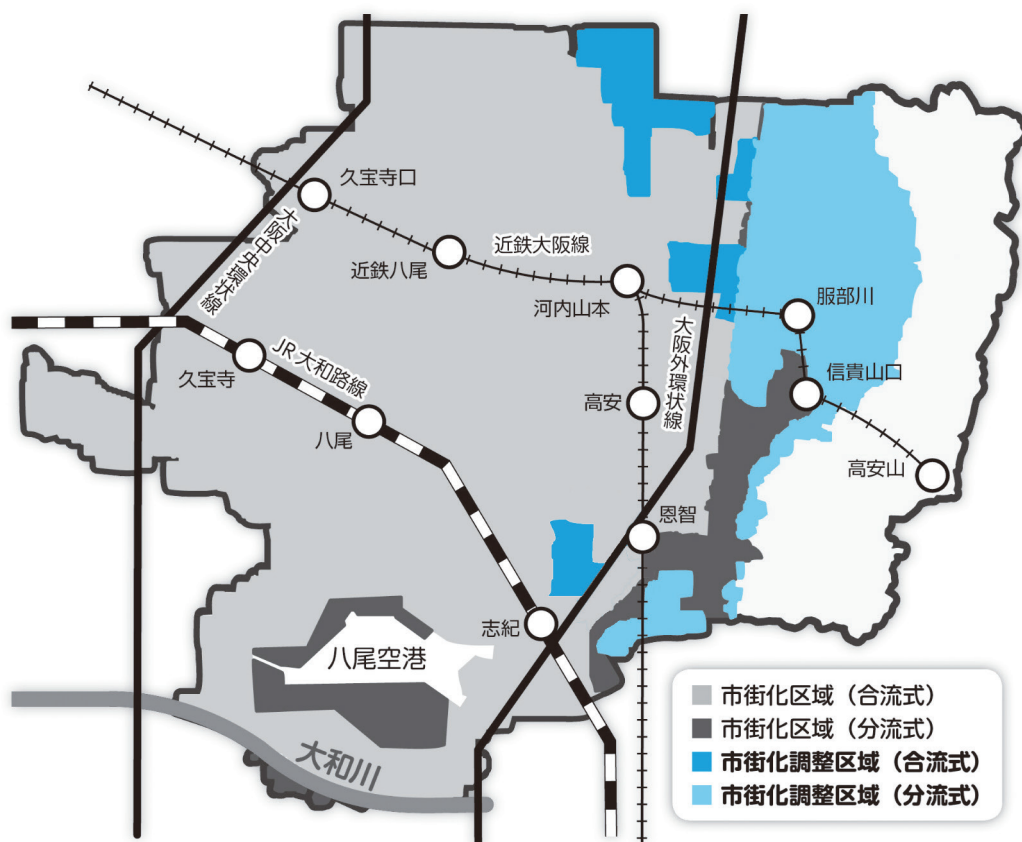 久宝寺口
大阪中央環状線
近鉄八尾
近鉄大阪線
河内山本
服部川
大阪外環状線
信貴山口
久宝寺
JR大和路線
八尾
高安
高安山
恩智
志紀
八尾空港
大和川
市街化区域（合流式）
市街化区域（分流式）
市街化調整区域（合流式）
市街化調整区域（分流式）